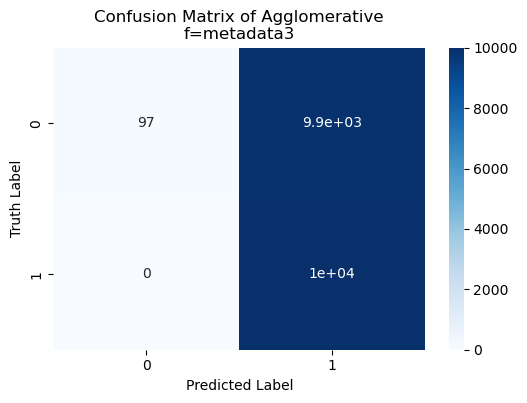 Confusion Matrix of Agglomerative
f=metadata3
Truth Label
0
97
9.9e+03
1
0
1e+04
0
1
Predicted Label
10000
8000
6000
4000
2000
0